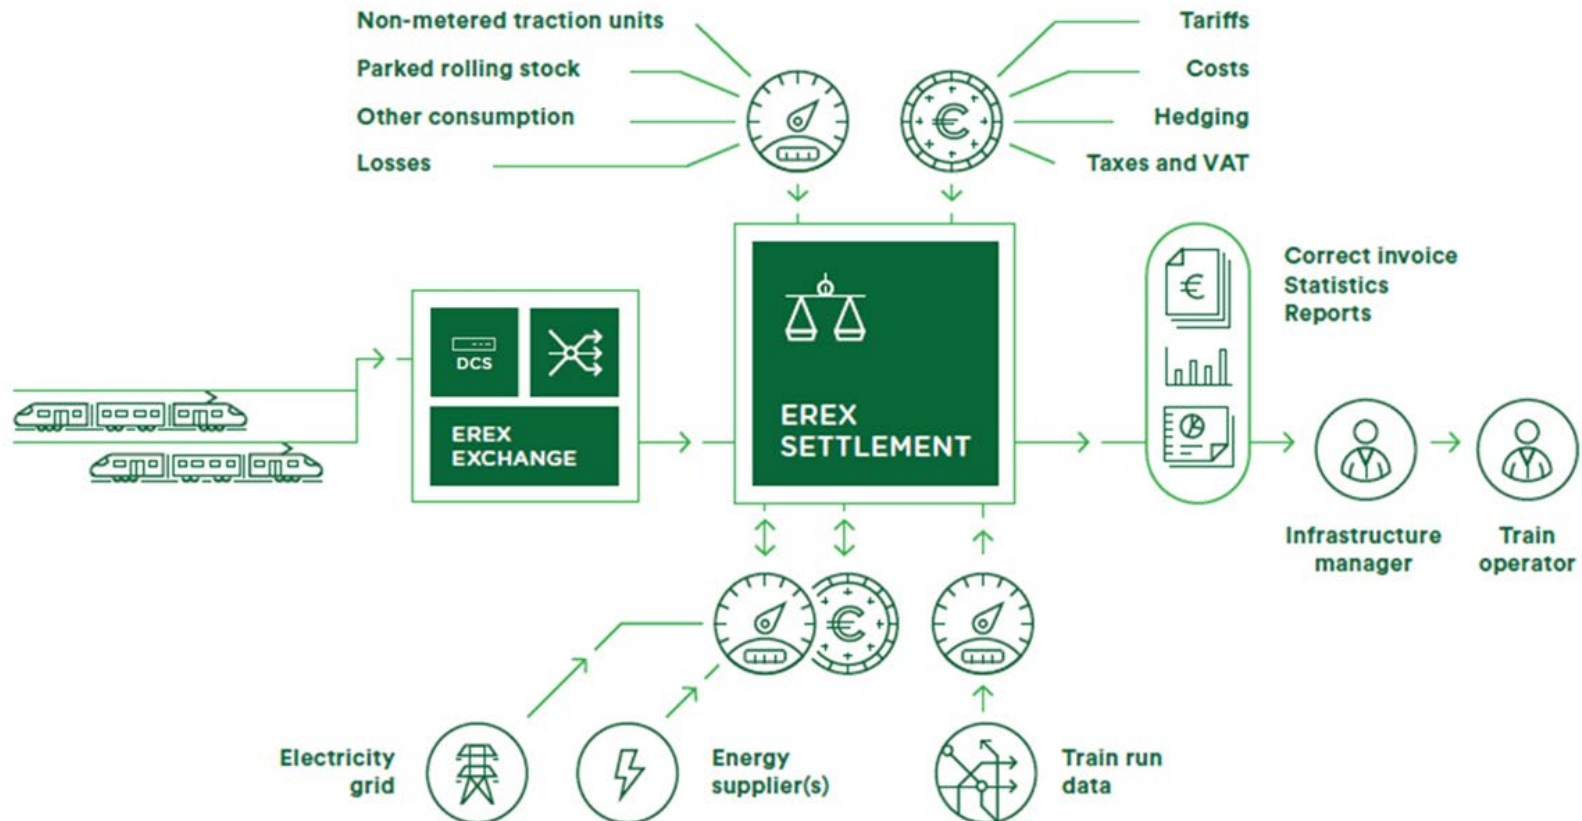 Non-metered traction units
Parked rolling stock
Other consumption
Losses
Tariffs
Costs
Hedging
Taxes and VAT
DCS
EREX
EXCHANGE
EREX
SETTLEMENT
Correct invoice
Statistics
Reports
Infrastructure
manager
Train
operator
Electricity
grid
Energy
supplier(s)
Train run
data